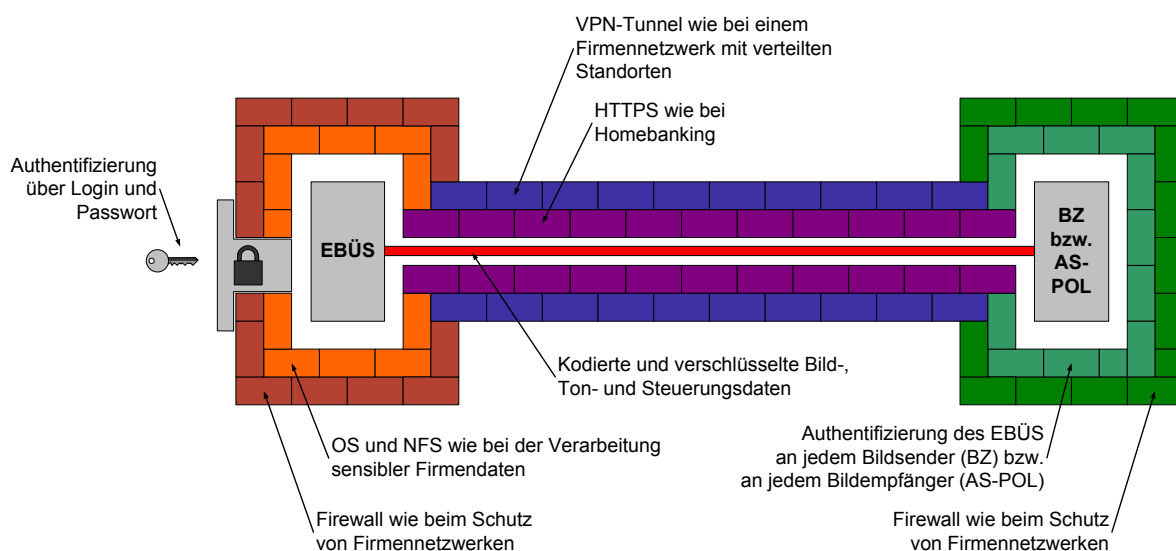 VPN-Tunnel wie bei einem
Firmennetzwerk mit verteilten
Standorten
HTTPS wie bei
Homebanking
Authentifizierung
über Login und
Passwort
EBÜS
BZ
bzw.
AS-
POL
Kodierte und verschlüsselte Bild-,
Ton- und Steuerungsdaten
OS und NFS wie bei der Verarbeitung
sensibler Firmendaten
Authentifizierung des EBÜS
an jedem Bildsender (BZ) bzw.
an jedem Bildempfänger (AS-POL)
Firewall wie beim Schutz
von Firmennetzwerken
Firewall wie beim Schutz
von Firmennetzwerken